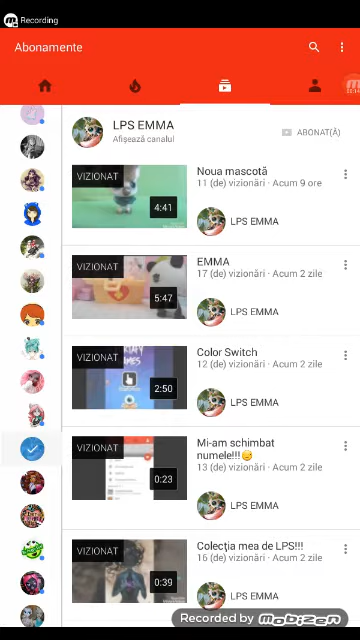 Recording
Abonamente
00:14
LPS EMMA
Afișează canalul
ABONAT(Ă)
VIZIONAT
4:41
Noua mascotă
11 (de) vizionări · Acum 9 ore
LPS EMMA
VIZIONAT
5:47
EMMA
17 (de) vizionări · Acum 2 zile
LPS EMMA
VIZIONAT
2:50
Color Switch
12 (de) vizionări · Acum 2 zile
LPS EMMA
VIZIONAT
0:23
Mi-am schimbat
numele!!!😏
13 (de) vizionări · Acum 2 zile
LPS EMMA
VIZIONAT
0:39
Colecția mea de LPS!!!
16 (de) vizionări · Acum 2 zile
LPS EMMA
Recorded by mobizen